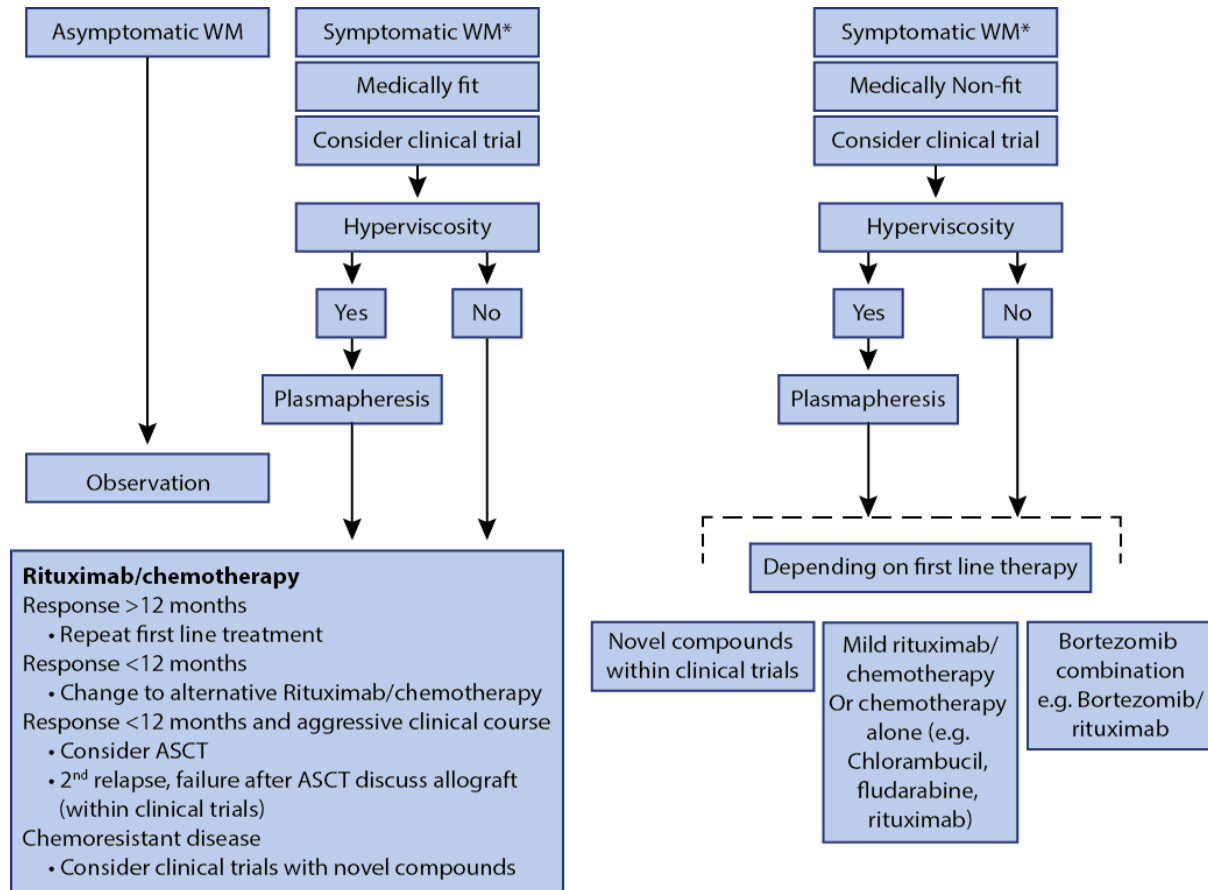 Asymptomatic WM
Observation
Symptomatic WM*
Medically fit
Consider clinical trial
Hyperviscosity
Yes
No
Plasmapheresis
Rituximab/chemotherapy
Response >12 months
• Repeat first line treatment
Response <12 months
• Change to alternative Rituximab/chemotherapy
Response <12 months and aggressive clinical course
• Consider ASCT
• 2nd relapse, failure after ASCT discuss allograft
(within clinical trials)
Chemoresistant disease
• Consider clinical trials with novel compounds
Symptomatic WM*
Medically Non-fit
Consider clinical trial
Hyperviscosity
Yes
No
Plasmapheresis
Depending on first line therapy
Novel compounds
within clinical trials
Mild rituximab/
chemotherapy
Or chemotherapy
alone (e.g.
Chlorambucil,
fludarabine,
rituximab)
Bortezomib
combination
e.g. Bortezomib/
rituximab